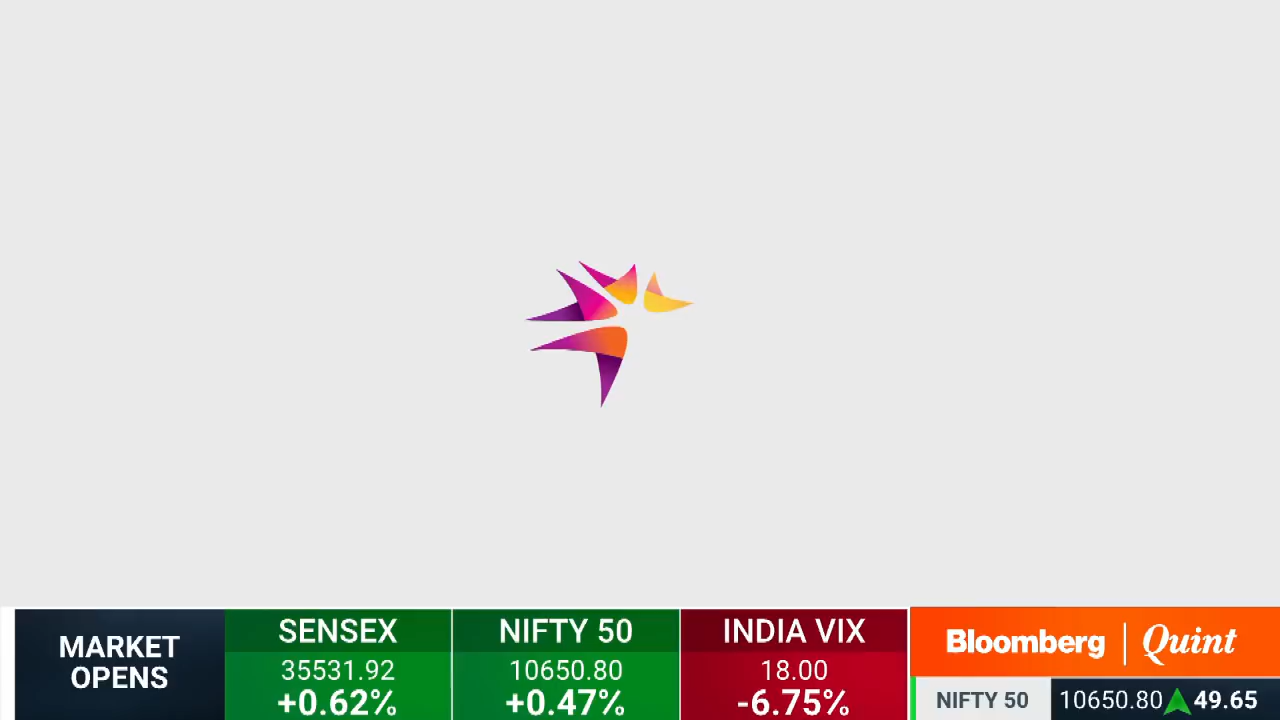 MARKET
OPENS
SENSEX
35531.92
+0.62%
NIFTY 50
10650.80
+0.47%
INDIA VIX
18.00
-6.75%
Bloomberg | Quint
NIFTY 50 10650.80 ▲ 49.65